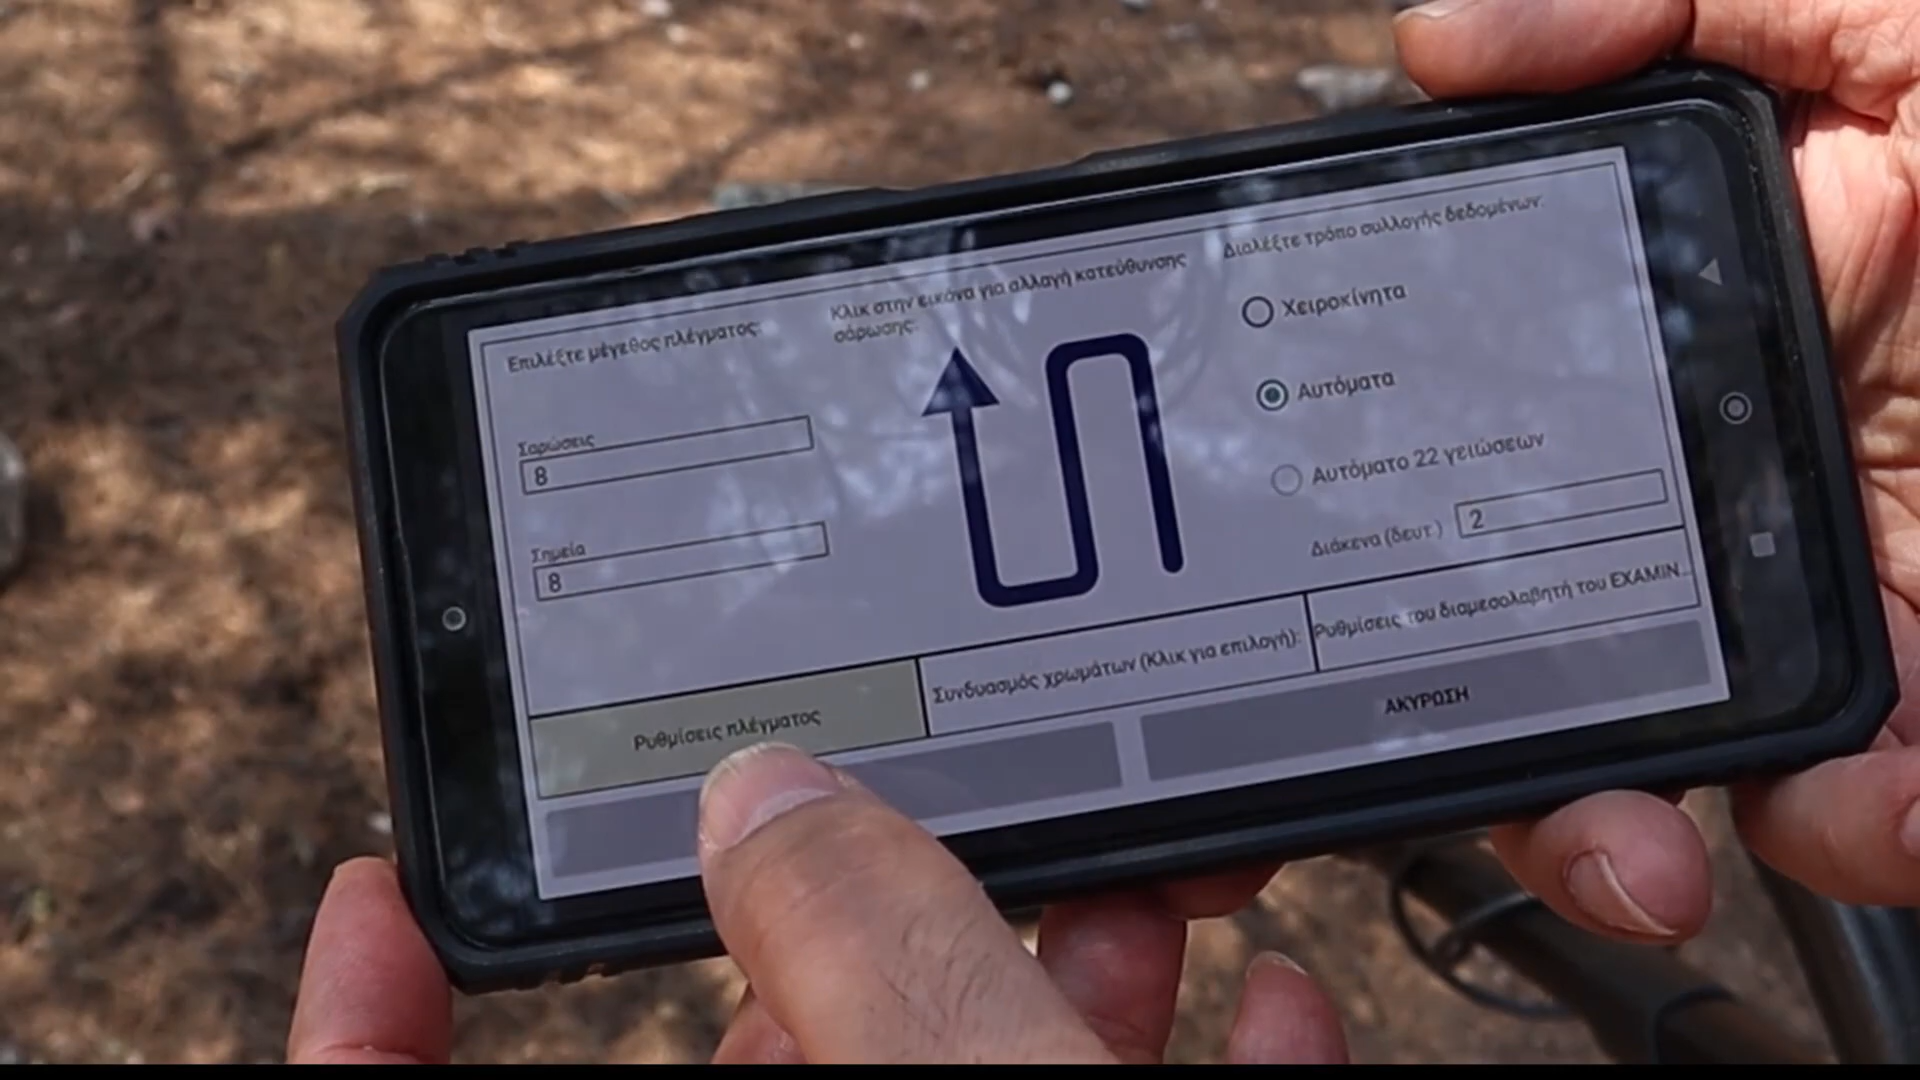 Επιλέξτε μέγεθος πλέγματος:
Σαρώσεις
8
Σημεία
8
Κλικ στην εικόνα για αλλαγή κατεύθυνσης
σάρωσης:
Διαλέξτε τρόπο συλλογής δεδομένων:
Χειροκίνητα
Αυτόματα
Αυτόματο 22 γειώσεων
Διάκενα (δευτ.) 2
Ρυθμίσεις πλέγματος
Συνδυασμός χρωμάτων (Κλικ για επιλογή):
Ρυθμίσεις του διαμεσολαβητή του EXAMIN...
ΑΚΥΡΩΣΗ